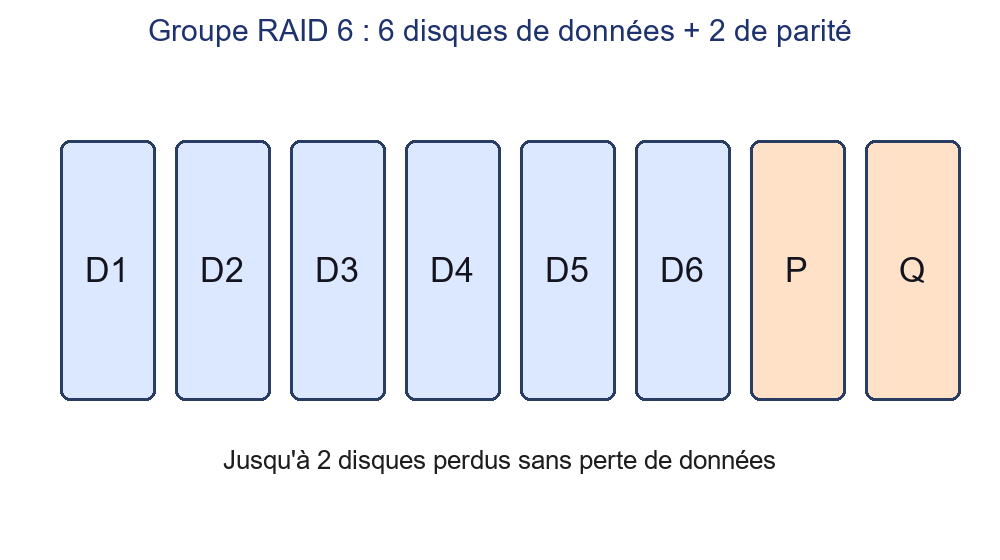 Groupe RAID 6 : 6 disques de données + 2 de parité
D1 D2 D3 D4 D5 D6 P Q
Jusqu'à 2 disques perdus sans perte de données